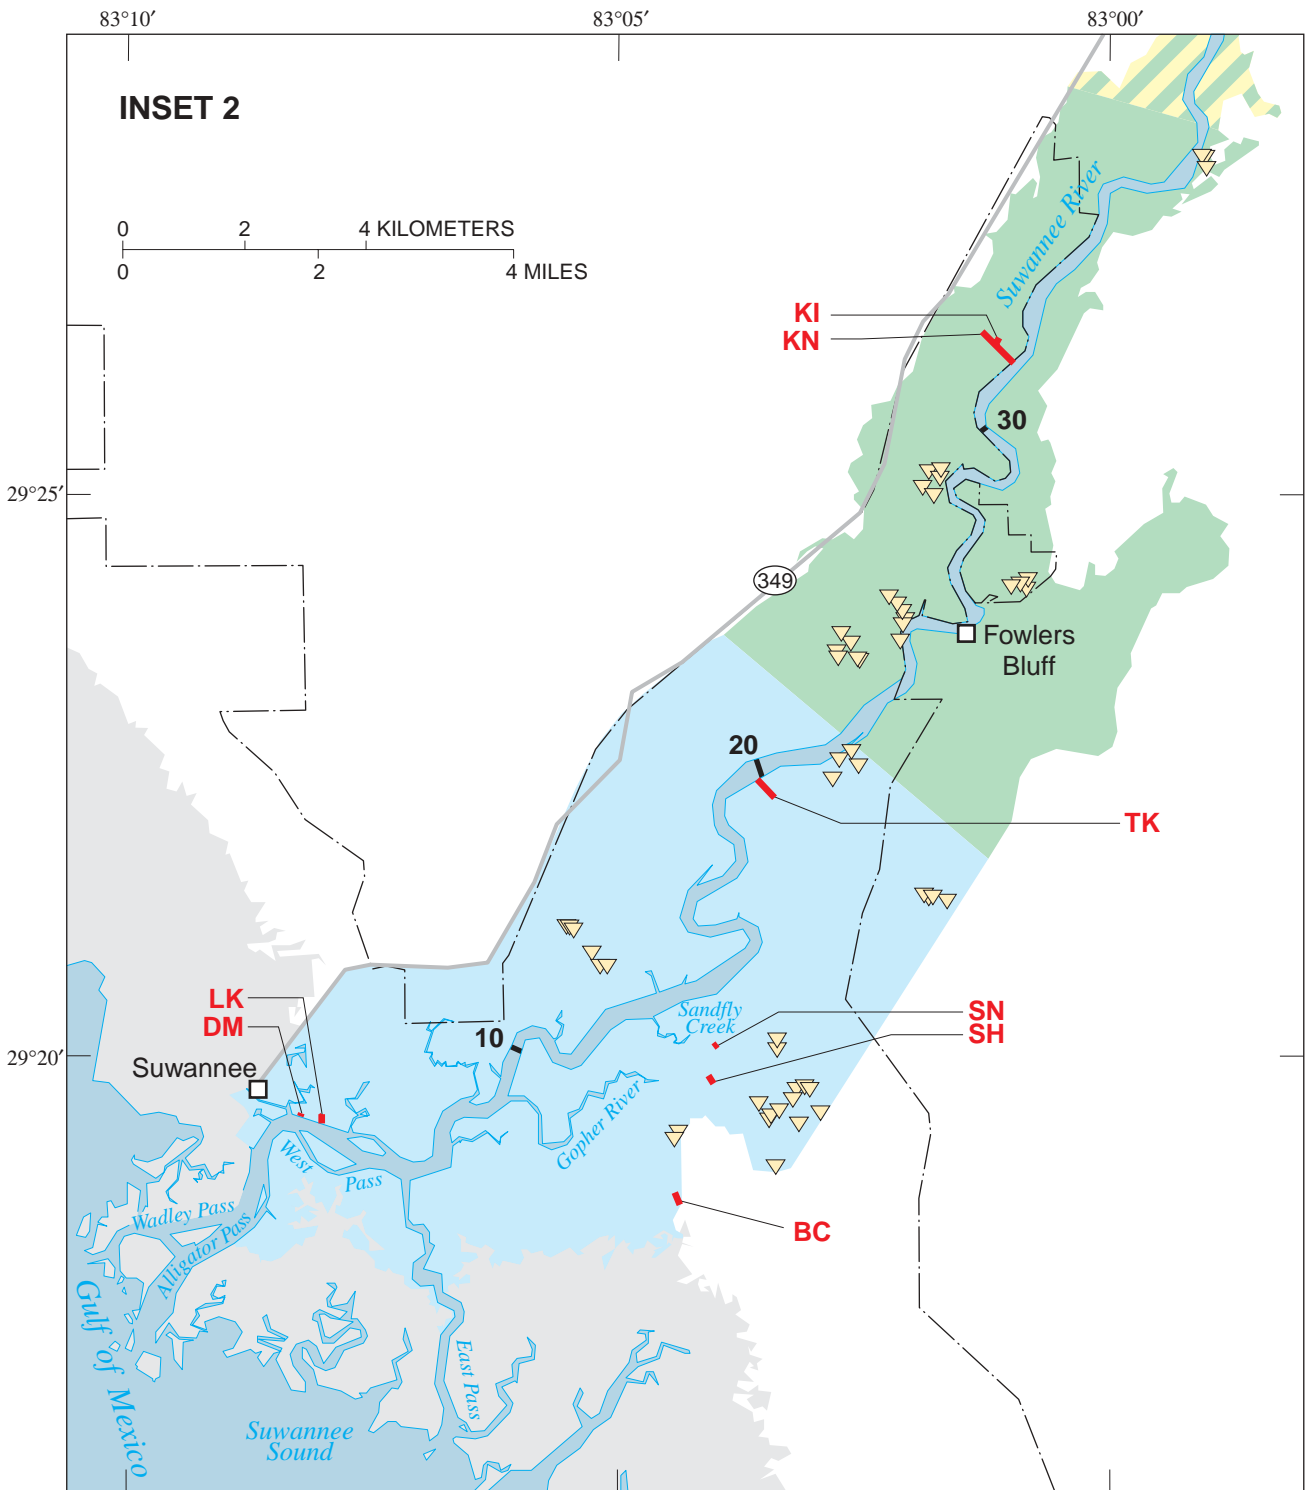 83°10′
83°05′
83°00′
INSET 2
0 2 4 KILOMETERS
0 2 4 MILES
Suwannee River
KI
KN
30
29°25′
349
Fowlers
Bluff
20
TK
LK
DM
Sandfly
Creek
SN
SH
10
29°20′
Suwannee
Gopher River
West
Pass
Wadley Pass
Alligator Pass
BC
Gulf of Mexico
East Pass
Suwannee
Sound